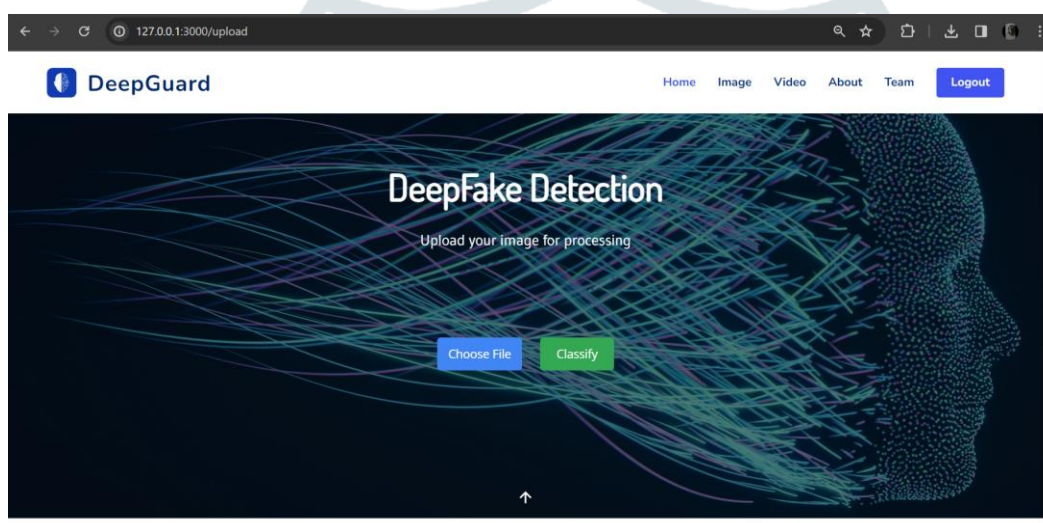 127.0.0.1:3000/upload
DeepGuard
Home Image Video About Team Logout
DeepFake Detection
Upload your image for processing
Choose File Classify